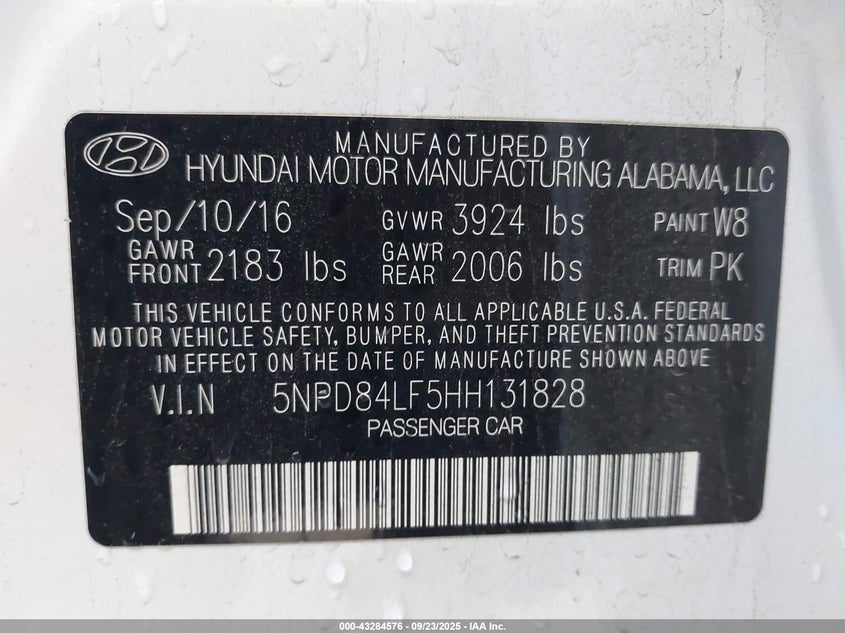 MANUFACTURED BY
HYUNDAI MOTOR MANUFACTURING ALABAMA, LLC
Sep/10/16 GVWR 3924 lbs PAINT W8
GAWR FRONT 2183 lbs GAWR REAR 2006 lbs TRIM PK
THIS VEHICLE CONFORMS TO ALL APPLICABLE U.S.A. FEDERAL
MOTOR VEHICLE SAFETY, BUMPER, AND THEFT PREVENTION STANDARDS
IN EFFECT ON THE DATE OF MANUFACTURE SHOWN ABOVE
V.I.N 5NPD84LF5HH131828
PASSENGER CAR
000-43284576 - 09/23/2025 - IAA Inc.